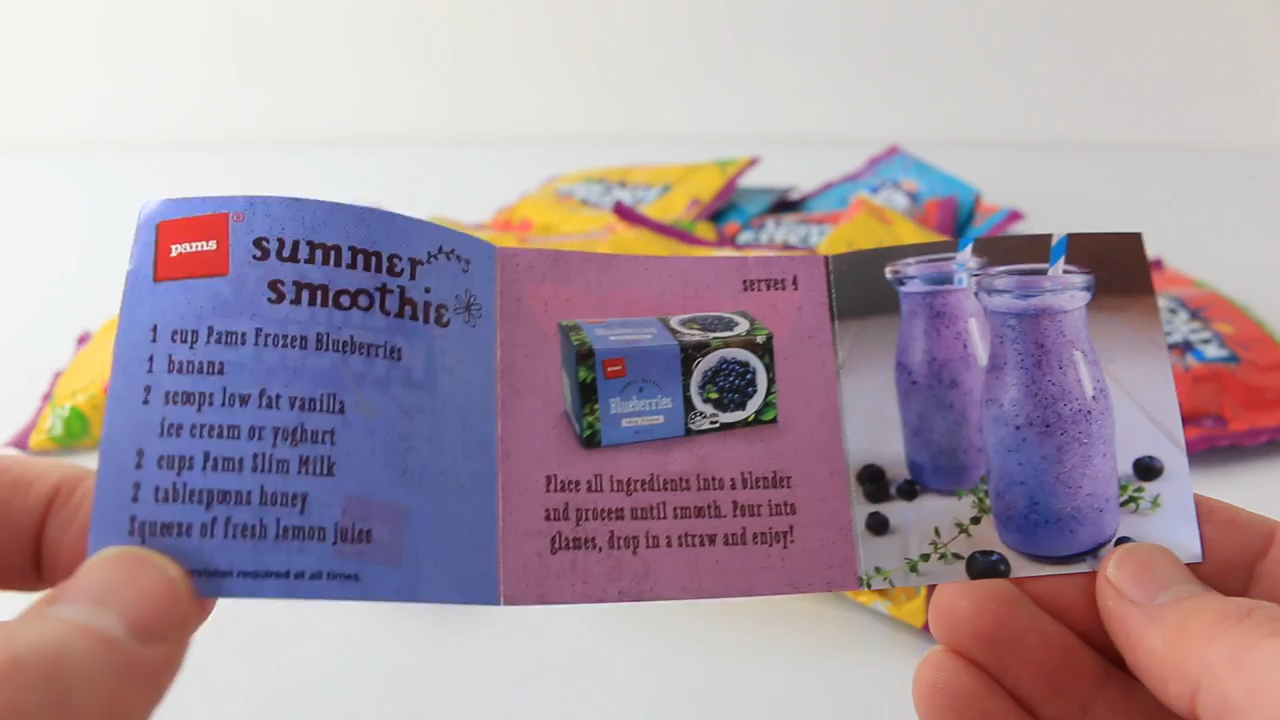 pams
summer
smoothie
1 cup Pams Frozen Blueberries
1 banana
2 scoops low fat vanilla
ice cream or yoghurt
2 cups Pams Slim Milk
2 tablespoons honey
Squeeze of fresh lemon juice
required at all times.
serves 4
pams
Blueberries
Place all ingredients into a blender
and process until smooth. Pour into
glasses, drop in a straw and enjoy!